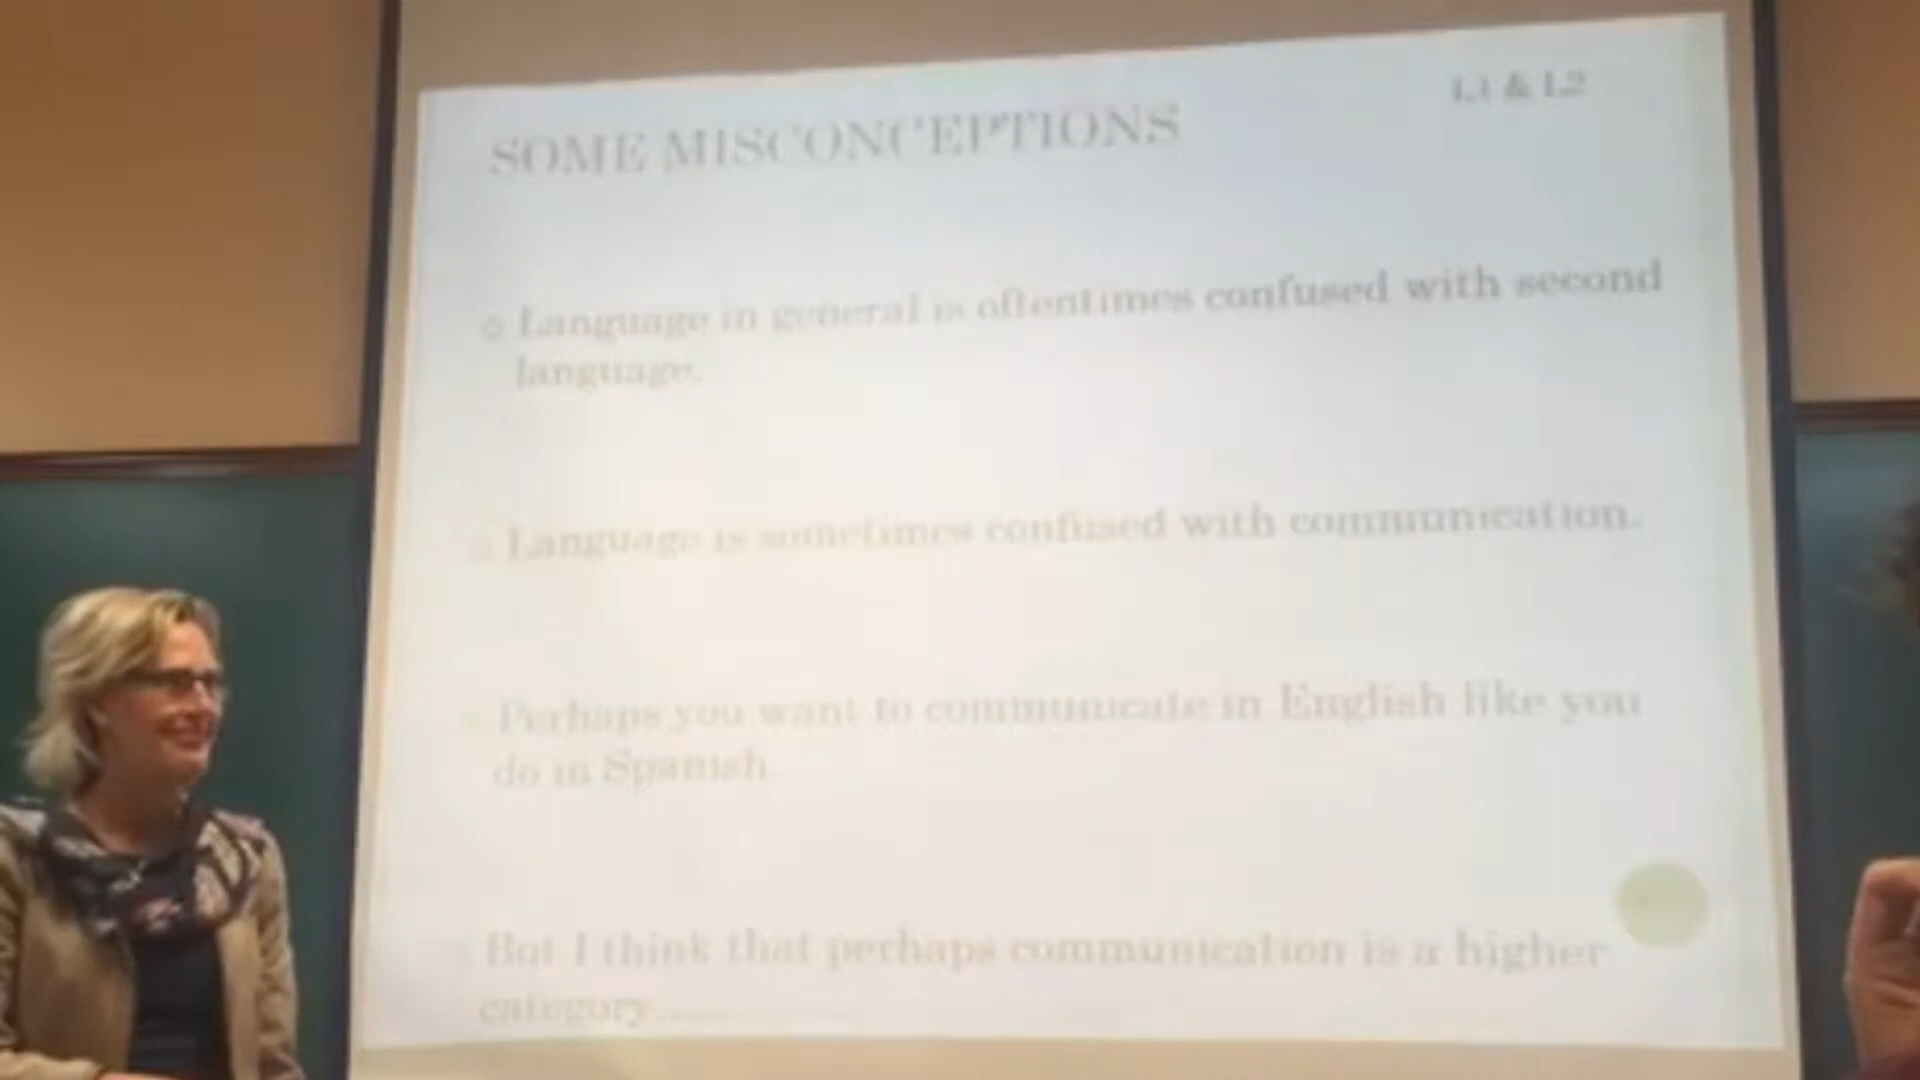 L1 & L2
SOME MISCONCEPTIONS
Language in general is oftentimes confused with second
language.
Language is sometimes confused with communication.
Perhaps you want to communicate in English like you
do in Spanish
But I think that perhaps communication is a higher
category..........